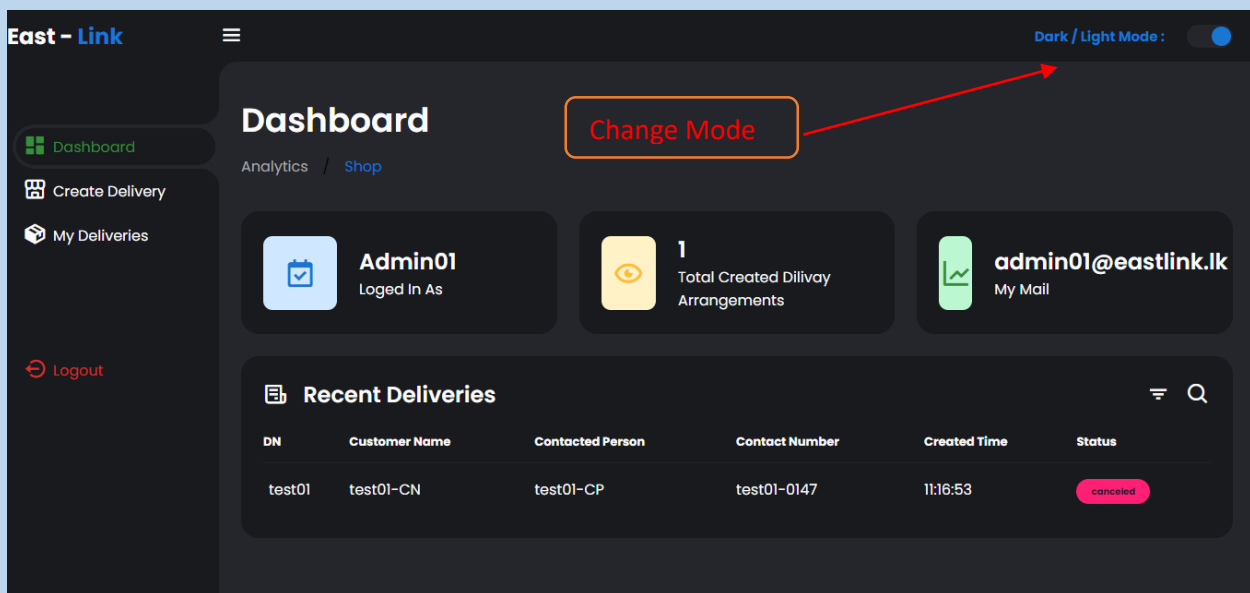 East - Link
Dark / Light Mode :
Dashboard
Change Mode
Analytics / Shop
Dashboard
Create Delivery
My Deliveries
Logout
Admin01
Loged In As
1
Total Created Dilivay
Arrangements
admin01@eastlink.lk
My Mail
Recent Deliveries
DN Customer Name Contacted Person Contact Number Created Time Status
test01 test01-CN test01-CP test01-0147 11:16:53 canceled